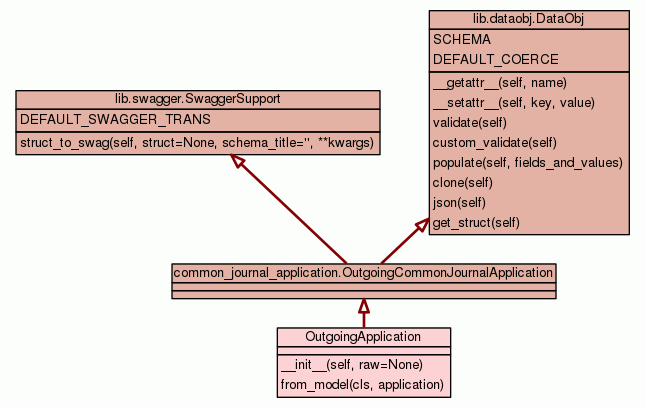 lib.dataobj.DataObj
SCHEMA
DEFAULT_COERCE
__getattr__(self, name)
__setattr__(self, key, value)
validate(self)
custom_validate(self)
populate(self, fields_and_values)
clone(self)
json(self)
get_struct(self)
lib.swagger.SwaggerSupport
DEFAULT_SWAGGER_TRANS
struct_to_swag(self, struct=None, schema_title='', **kwargs)
common_journal_application.OutgoingCommonJournalApplication
OutgoingApplication
__init__(self, raw=None)
from_model(cls, application)